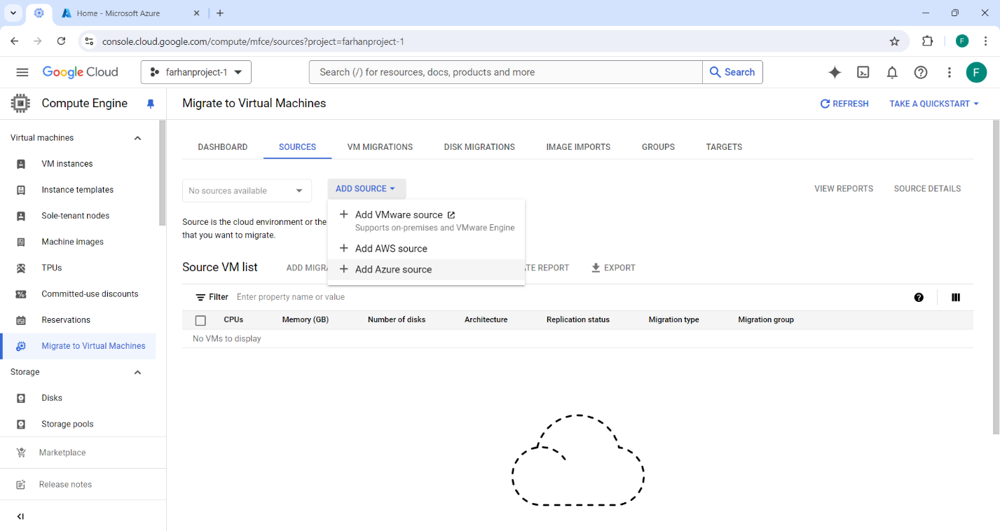 Home - Microsoft Azure
console.cloud.google.com/compute/mfce/sources?project=farhanproject-1
F
Google Cloud
farhanproject-1
Search (/) for resources, docs, products and more
Search
F
Compute Engine
Migrate to Virtual Machines
REFRESH
TAKE A QUICKSTART
Virtual machines
VM instances
Instance templates
Sole-tenant nodes
Machine images
TPUs
Committed-use discounts
Reservations
Migrate to Virtual Machines
Storage
Disks
Storage pools
Marketplace
Release notes
DASHBOARD
SOURCES
VM MIGRATIONS
DISK MIGRATIONS
IMAGE IMPORTS
GROUPS
TARGETS
No sources available
ADD SOURCE
VIEW REPORTS
SOURCE DETAILS
Add VMware source
Supports on-premises and VMware Engine
Add AWS source
Add Azure source
Source is the cloud environment or the
that you want to migrate.
Source VM list
ADD MIGRA
TE REPORT
EXPORT
Filter
Enter property name or value
CPUs
Memory (GB)
Number of disks
Architecture
Replication status
Migration type
Migration group
No VMs to display